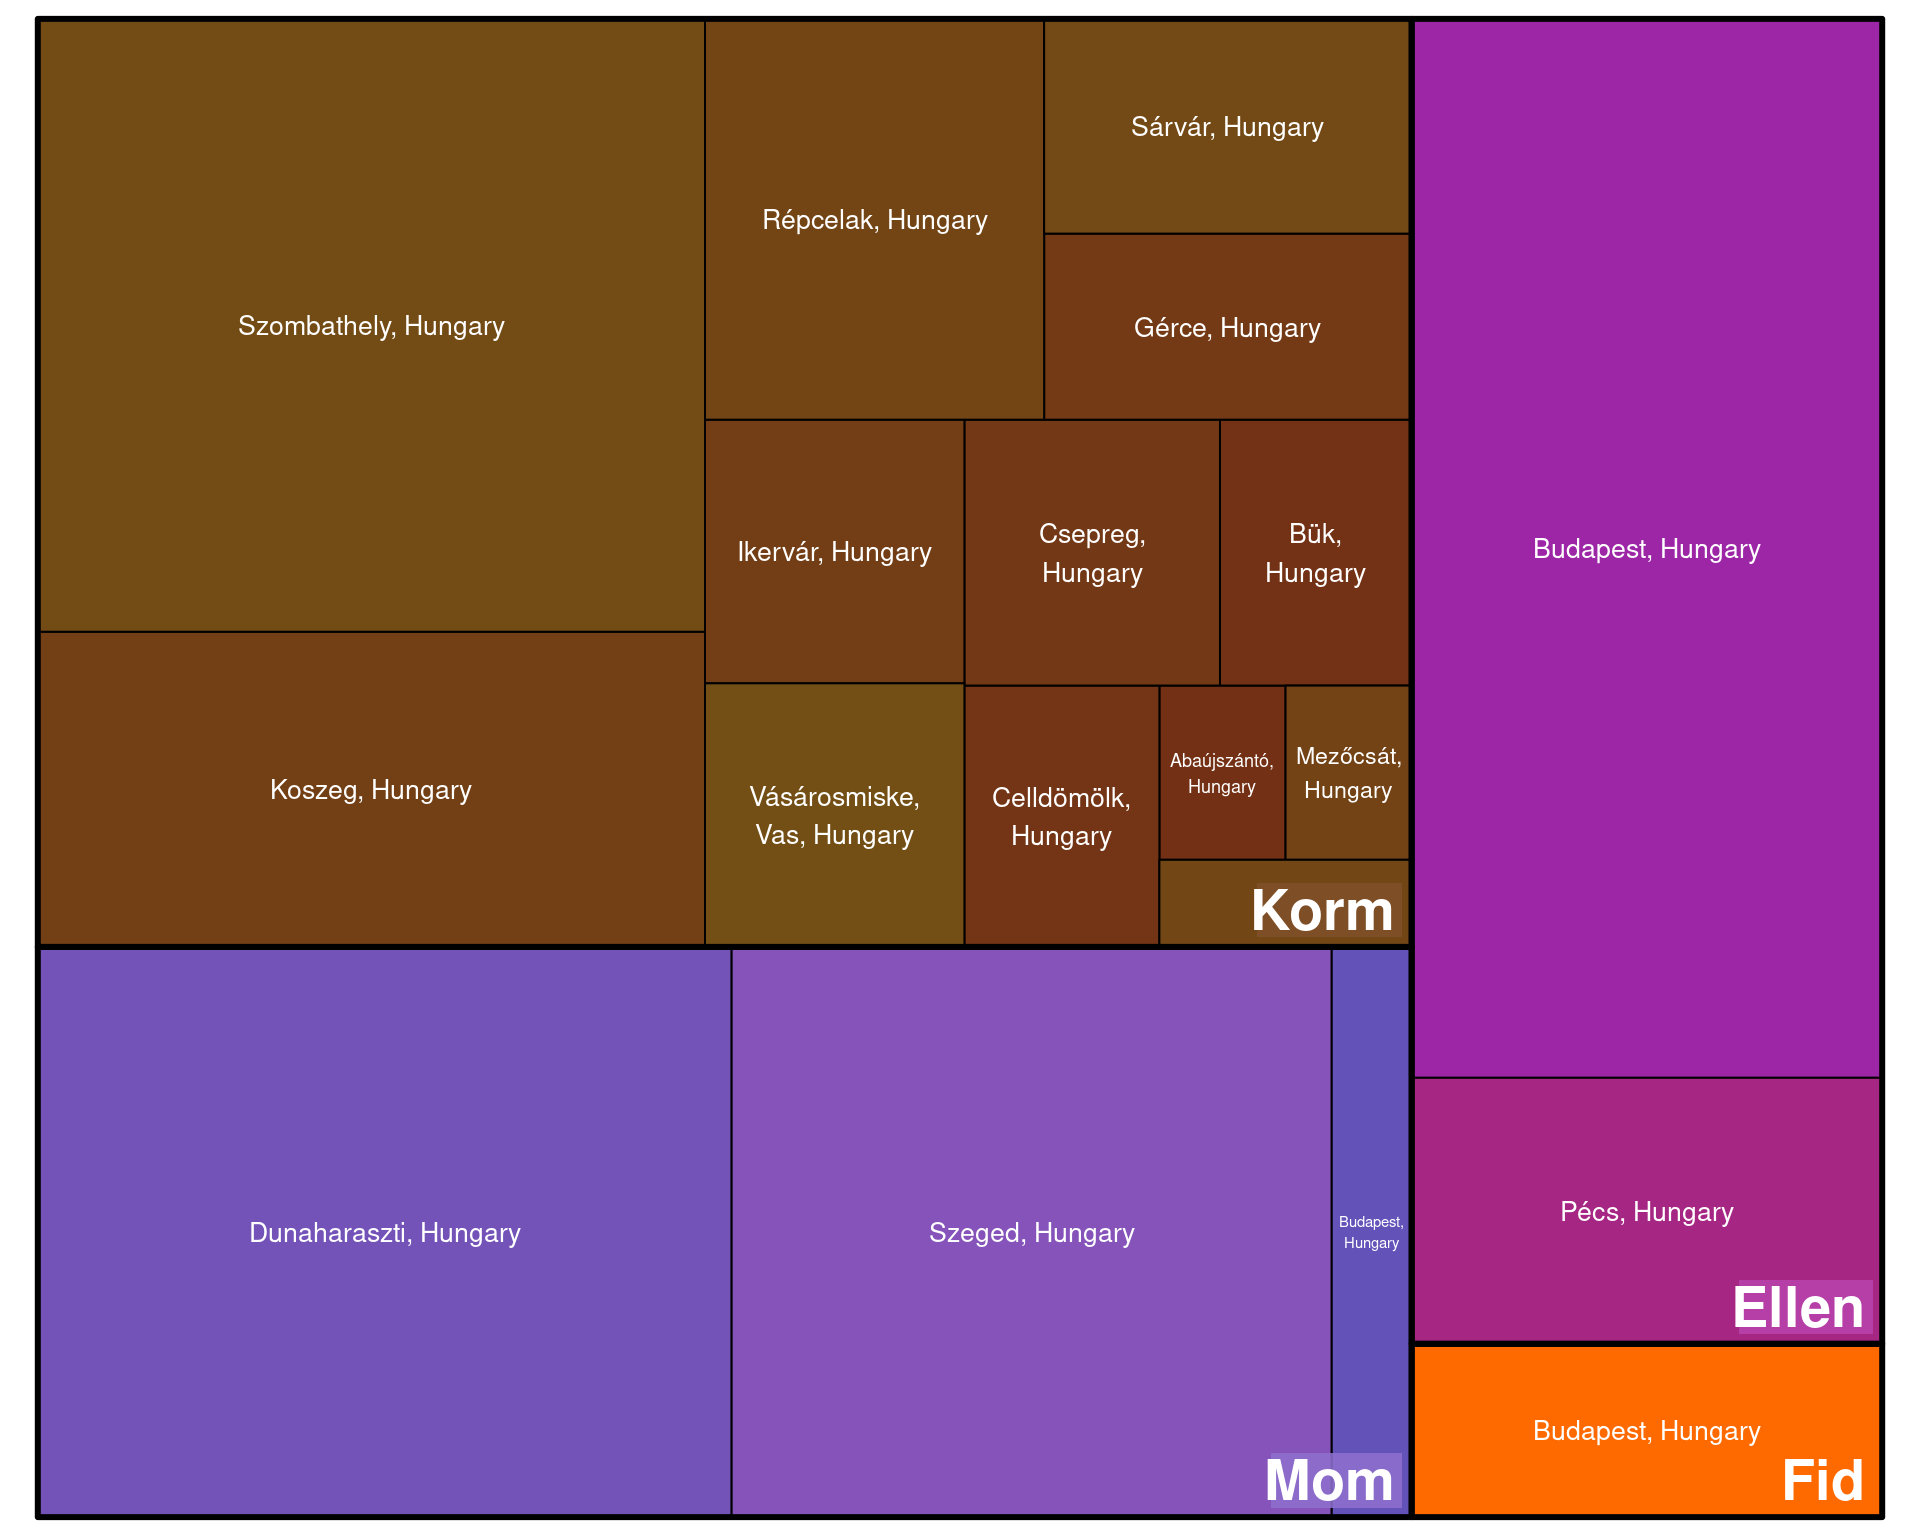 Szombathely, Hungary
Koszeg, Hungary
Répcelak, Hungary
Sárvár, Hungary
Gérce, Hungary
Ikervár, Hungary
Csepreg,
Hungary
Bük,
Hungary
Vásárosmiske,
Vas, Hungary
Celldömölk,
Hungary
Abaújszántó,
Hungary
Mezőcsát,
Hungary
Korm
Dunaharaszti, Hungary
Szeged, Hungary
Budapest,
Hungary
Mom
Budapest, Hungary
Pécs, Hungary
Ellen
Budapest, Hungary
Fid